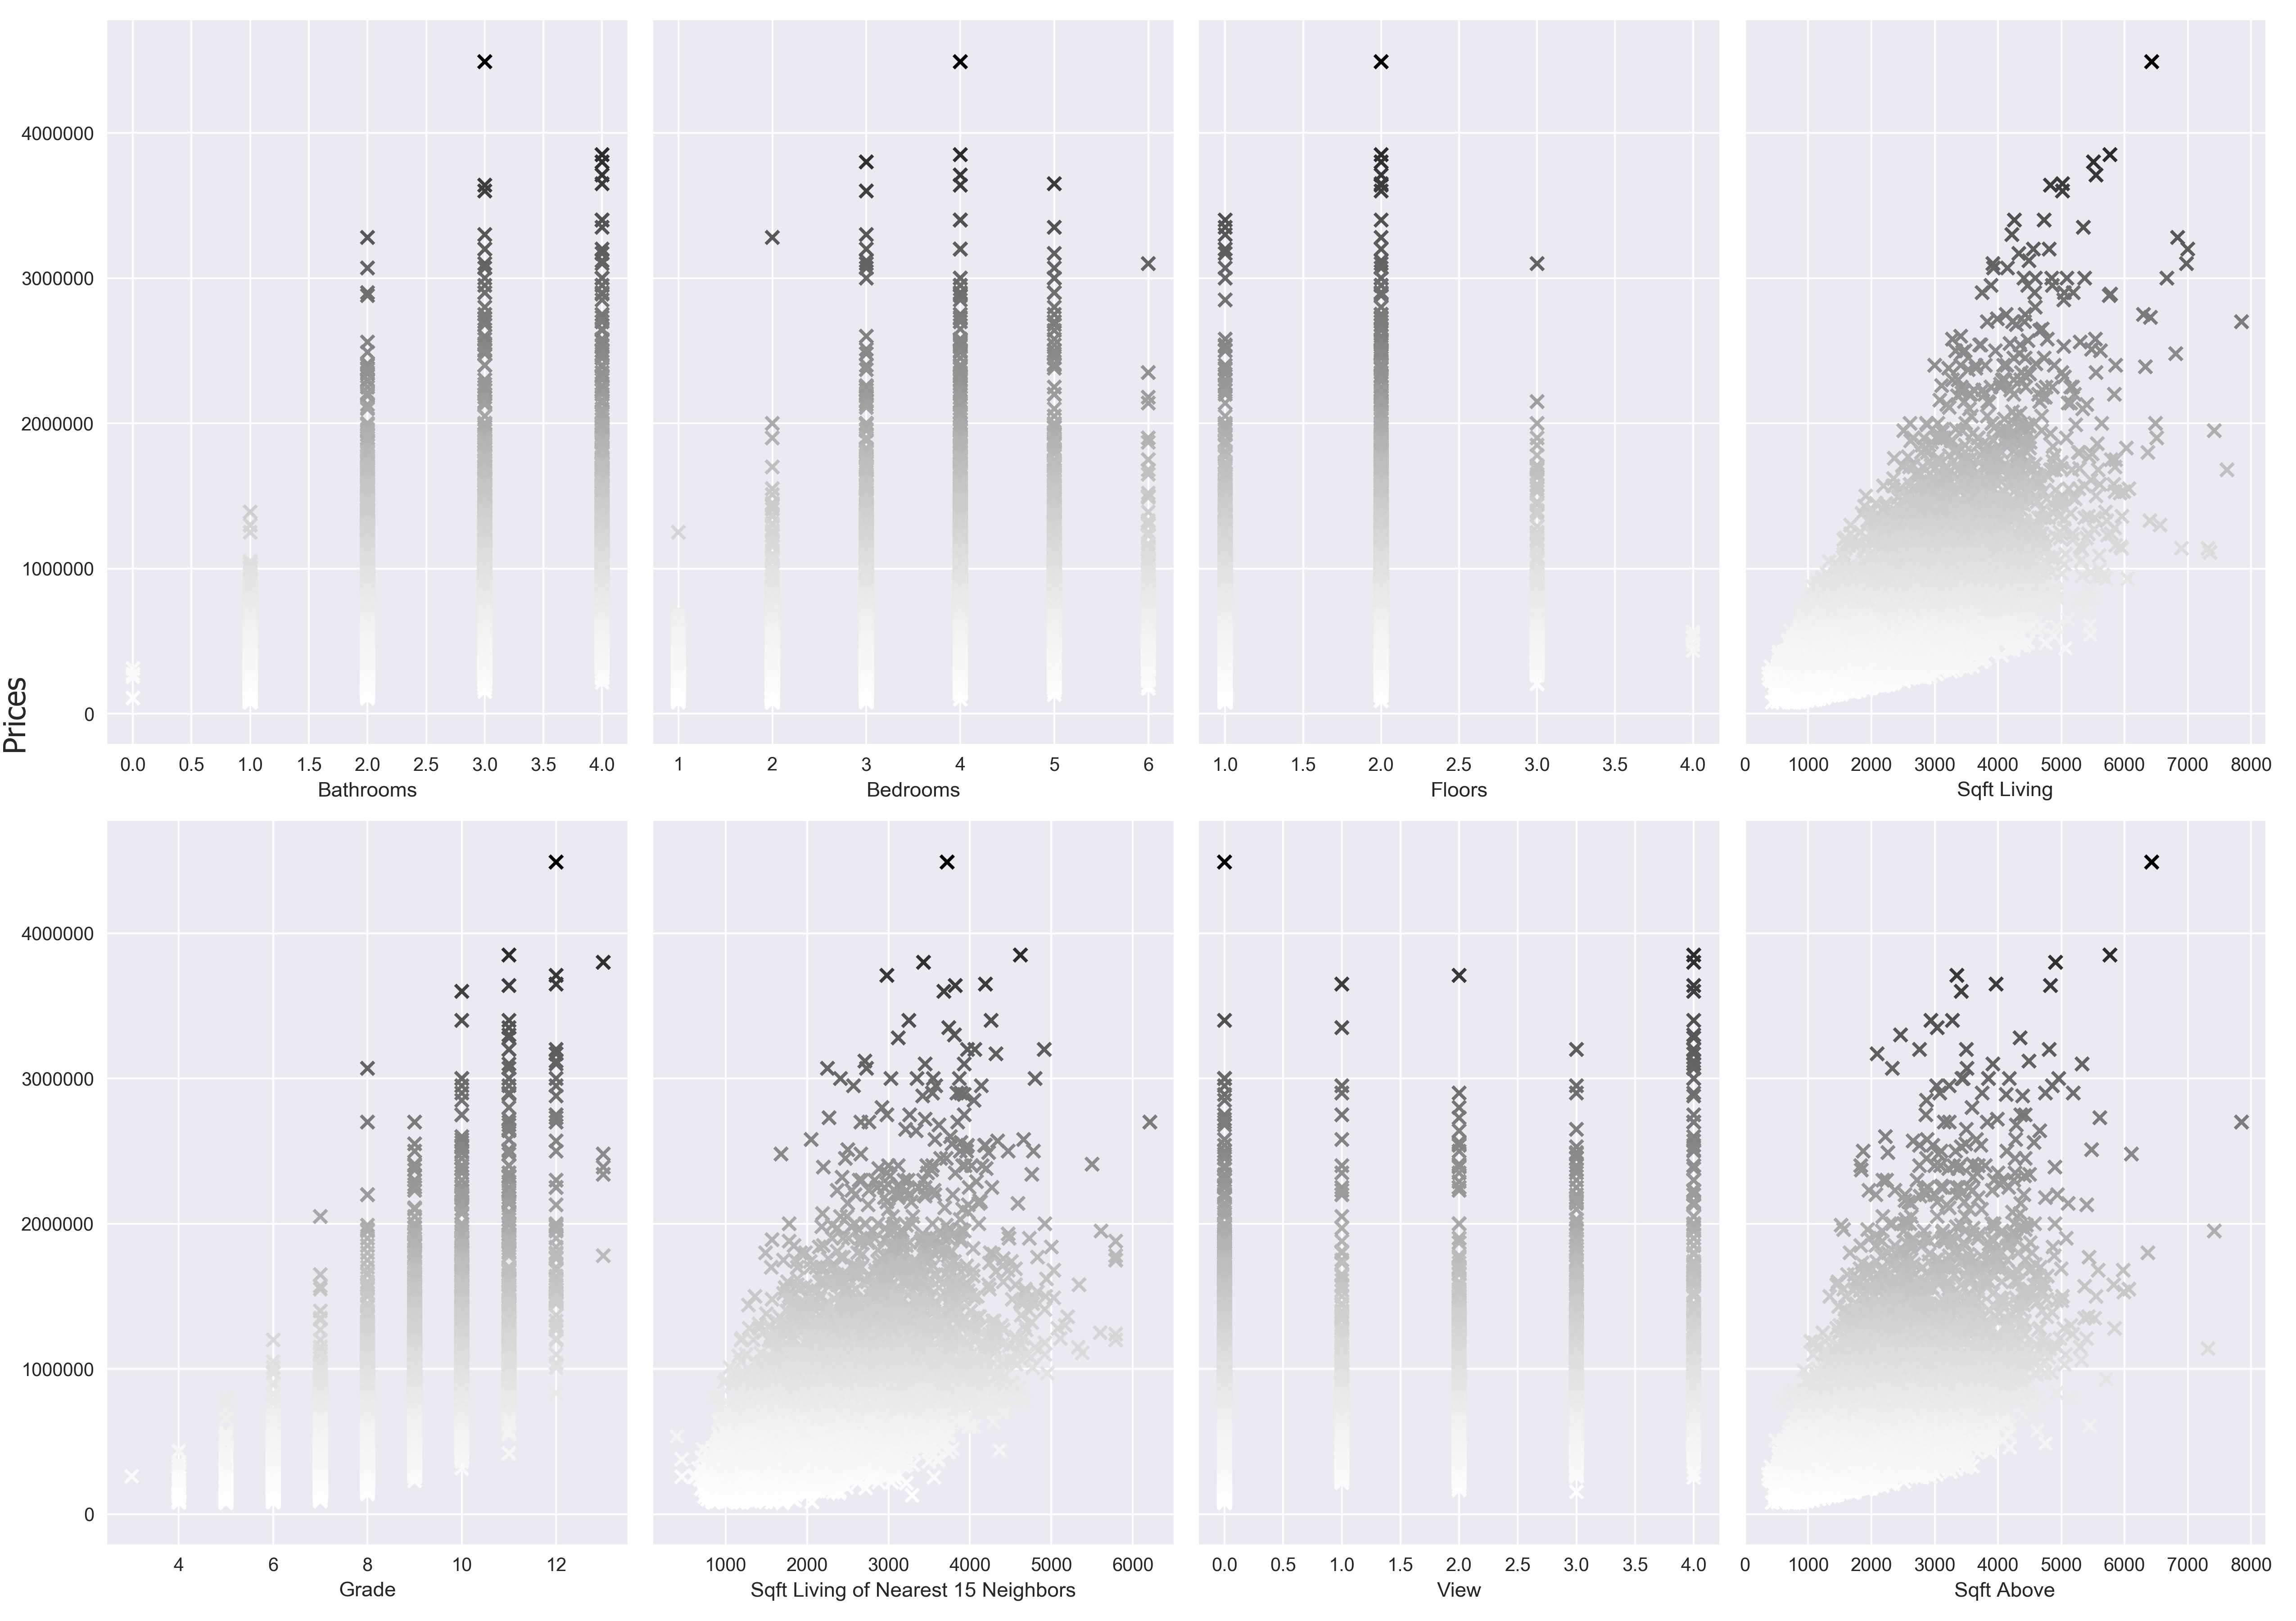 4000000
3000000
2000000
1000000
0
Prices
0.0 0.5 1.0 1.5 2.0 2.5 3.0 3.5 4.0
Bathrooms
1 2 3 4 5 6
Bedrooms
1.0 1.5 2.0 2.5 3.0 3.5 4.0
Floors
0 1000 2000 3000 4000 5000 6000 7000 8000
Sqft Living
4000000
3000000
2000000
1000000
0
4 6 8 10 12
Grade
1000 2000 3000 4000 5000 6000
Sqft Living of Nearest 15 Neighbors
0.0 0.5 1.0 1.5 2.0 2.5 3.0 3.5 4.0
View
0 1000 2000 3000 4000 5000 6000 7000 8000
Sqft Above